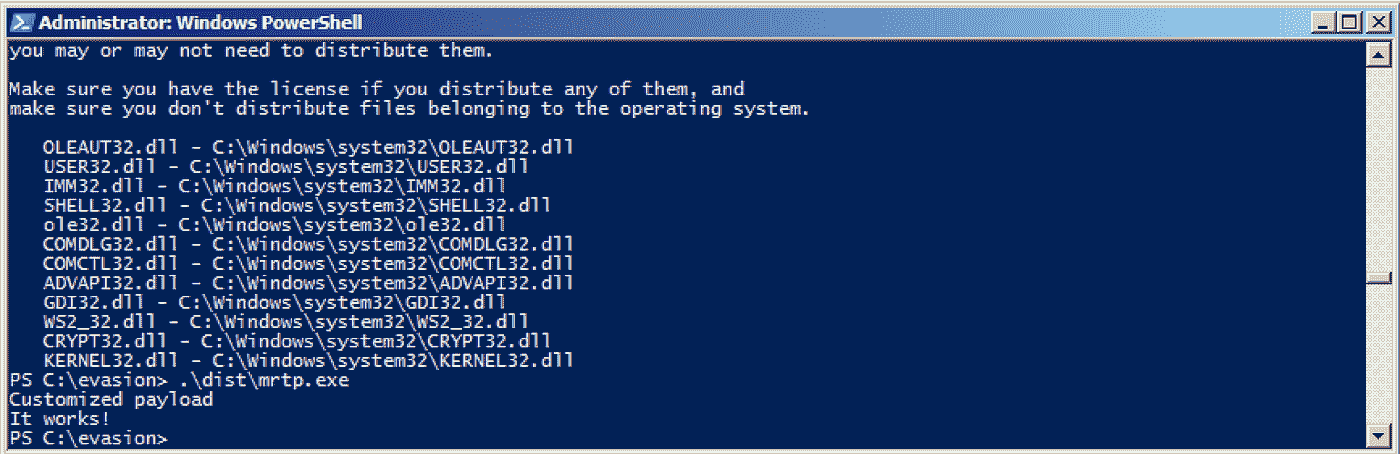 Administrator: Windows PowerShell
you may or may not need to distribute them.
Make sure you have the license if you distribute any of them, and
make sure you don't distribute files belonging to the operating system.
OLEAUT32.dll - C:\Windows\system32\OLEAUT32.dll
USER32.dll - C:\Windows\system32\USER32.dll
IMM32.dll - C:\Windows\system32\IMM32.dll
SHELL32.dll - C:\Windows\system32\SHELL32.dll
ole32.dll - C:\Windows\system32\ole32.dll
COMDLG32.dll - C:\Windows\system32\COMDLG32.dll
COMCTL32.dll - C:\Windows\system32\COMCTL32.dll
ADVAPI32.dll - C:\Windows\system32\ADVAPI32.dll
GDI32.dll - C:\Windows\system32\GDI32.dll
WS2_32.dll - C:\Windows\system32\WS2_32.dll
CRYPT32.dll - C:\Windows\system32\CRYPT32.dll
KERNEL32.dll - C:\Windows\system32\KERNEL32.dll
PS C:\evasion> .\dist\mrtp.exe
Customized payload
It works!
PS C:\evasion>